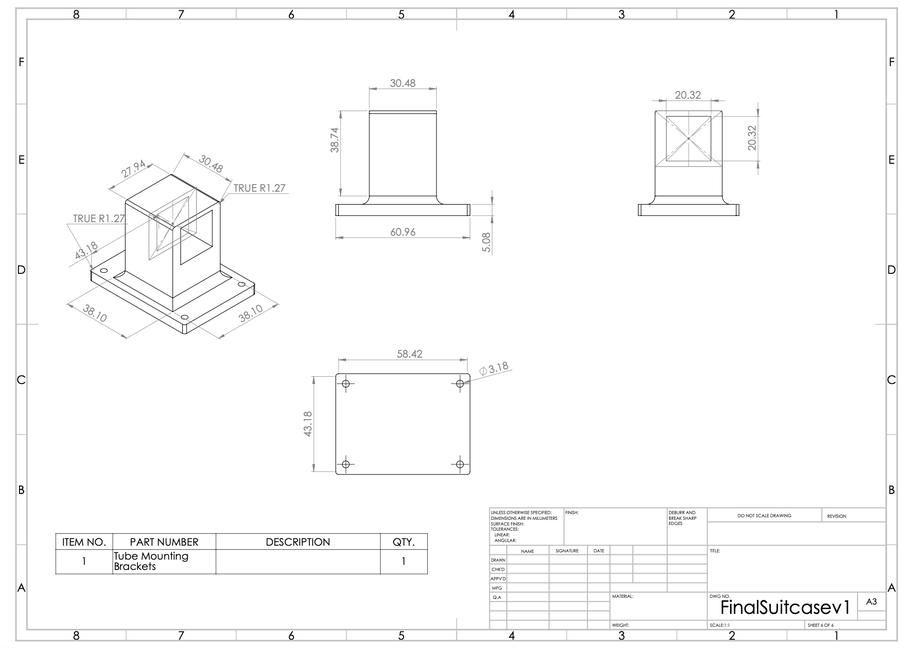 8 7 6 5 4 3 2 1
F F
30.48
20.32
38.74
20.32
E E
27.94
30.48
TRUE R1.27
TRUE R1.27
43.18
60.96
5.08
D D
38.10
38.10
58.42
Ø3.18
C C
43.18
B B
UNLESS OTHERWISE SPECIFIED:
DIMENSIONS ARE IN MILLIMETERS
SURFACE FINISH:
TOLERANCES:
LINEAR:
ANGULAR:
FINISH:
DEBURR AND
BREAK SHARP
EDGES
DO NOT SCALE DRAWING
REVISION
ITEM NO. PART NUMBER DESCRIPTION QTY.
1 Tube Mounting
Brackets 1
NAME SIGNATURE DATE
TITLE:
DRAWN
CHK'D
APPV'D
MFG
Q.A
MATERIAL:
DWG NO.
FinalSuitcasev1
A3
WEIGHT:
SCALE:1:1
SHEET 6 OF 6
A A
8 7 6 5 4 3 2 1